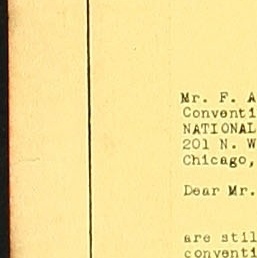 Mr. F. A
Conventi
NATIONAL
201 N. W
Chicago,
Dear Mr.
are stil
conventi